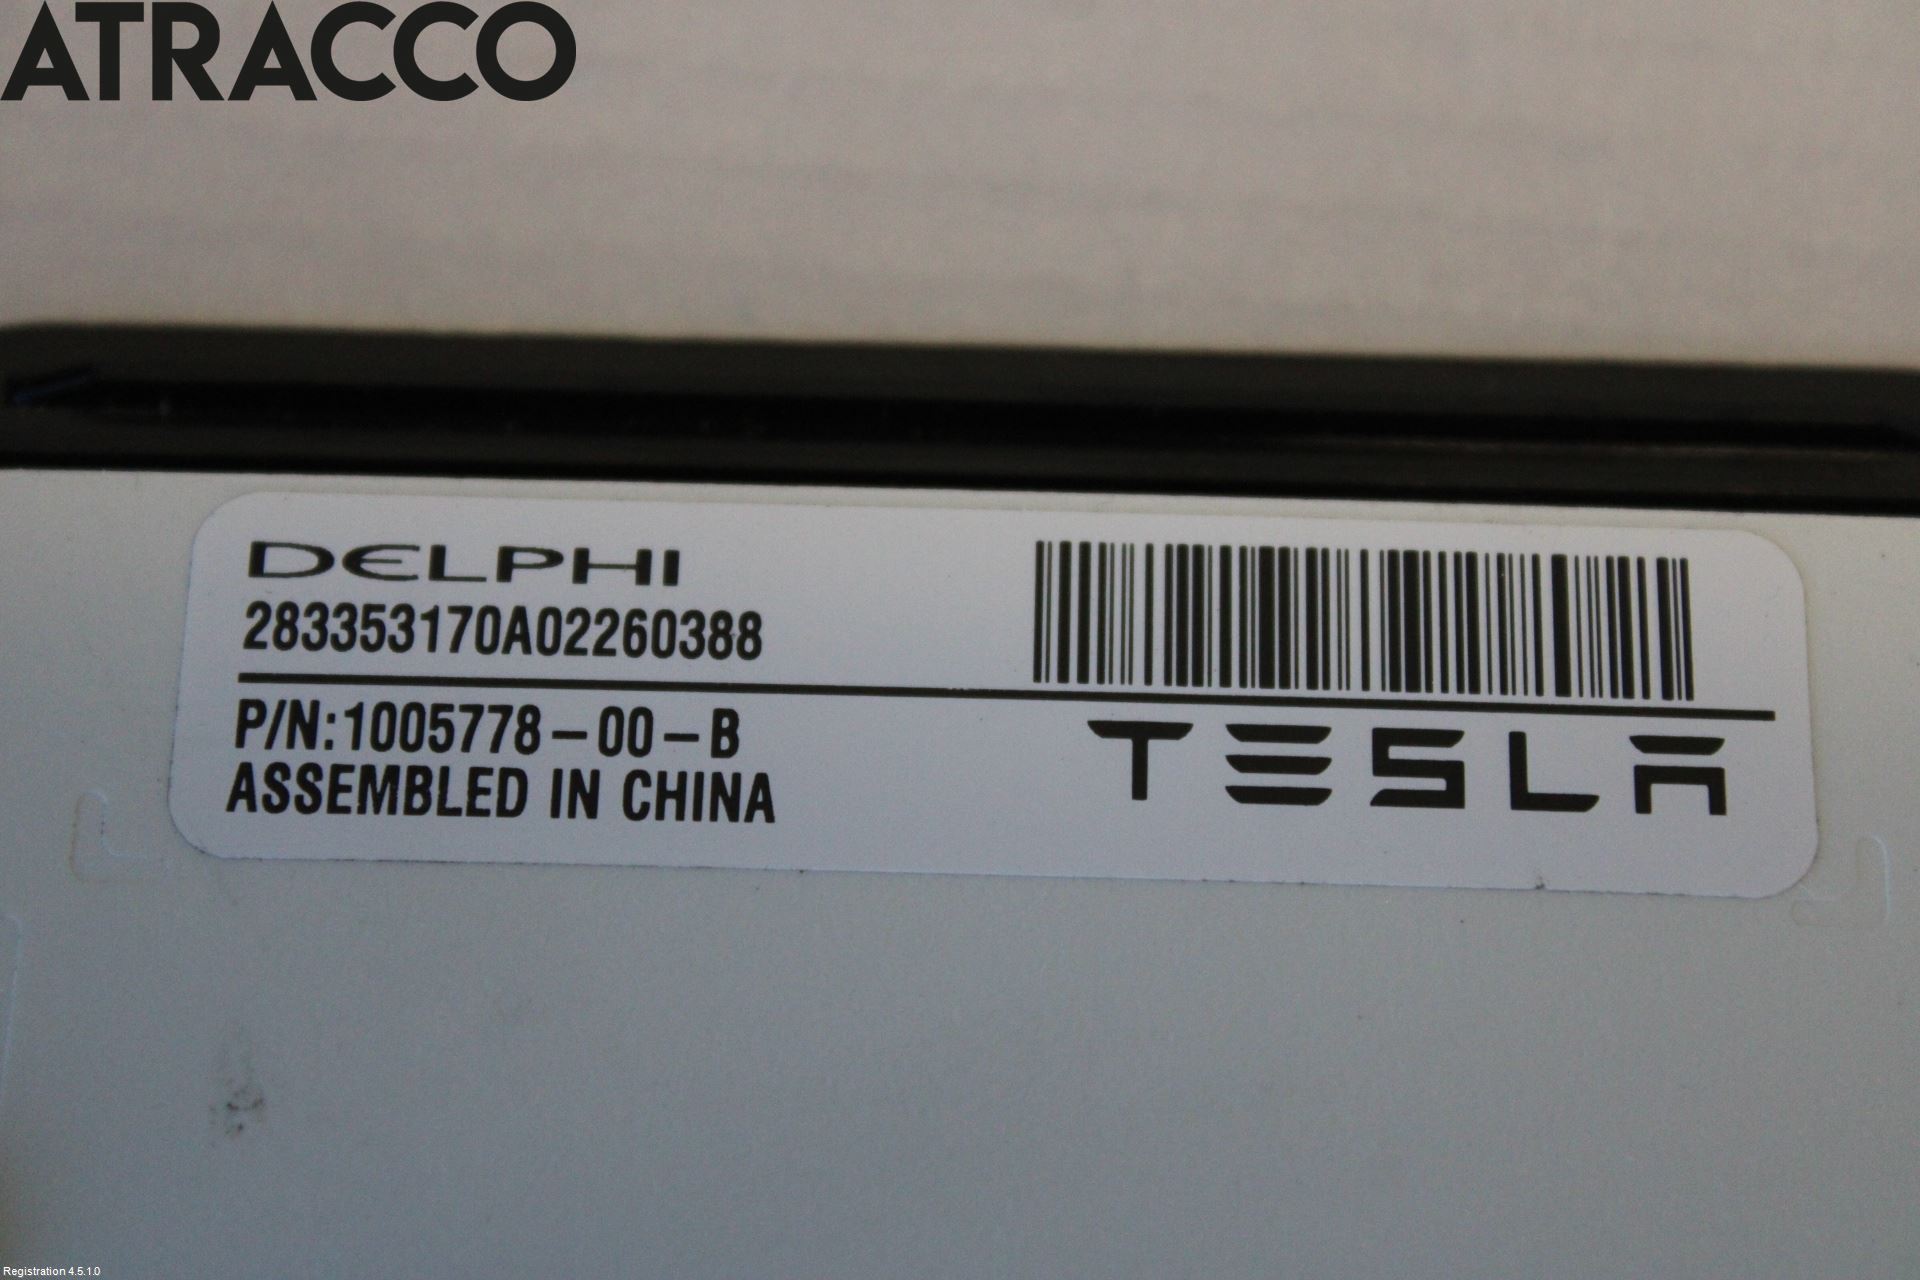 ATRACCO
DELPHI
283353170A02260388
P/N:1005778-00-B
ASSEMBLED IN CHINA
TESLA
Registration 4.5.1.0